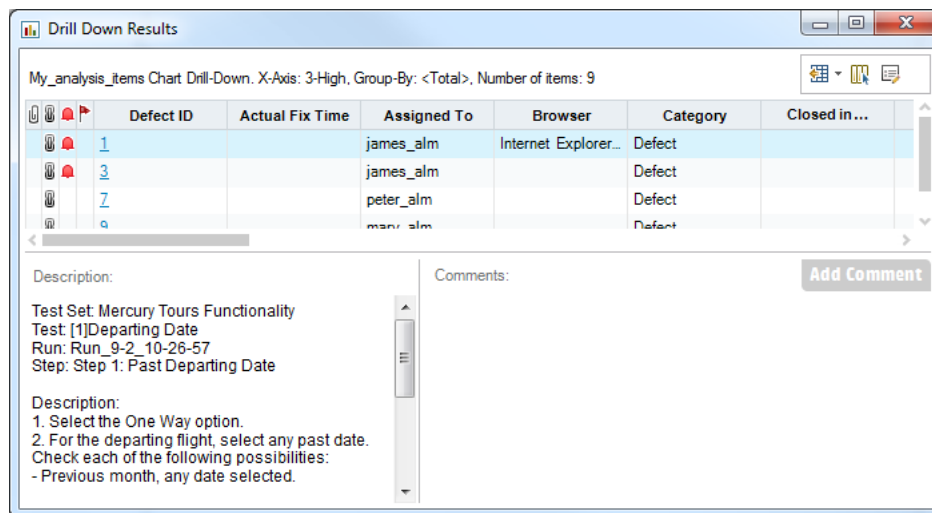 Drill Down Results
My_analysis_items Chart Drill-Down. X-Axis: 3-High, Group-By: <Total>, Number of items: 9
Defect ID Actual Fix Time Assigned To Browser Category Closed in...
1 james_alm Internet Explorer... Defect
3 james_alm Defect
7 peter_alm Defect
9 mary_alm Defect
Description:
Test Set: Mercury Tours Functionality
Test: [1]Departing Date
Run: Run_9-2_10-26-57
Step: Step 1: Past Departing Date
Description:
1. Select the One Way option.
2. For the departing flight, select any past date.
Check each of the following possibilities:
- Previous month, any date selected.
Comments:
Add Comment